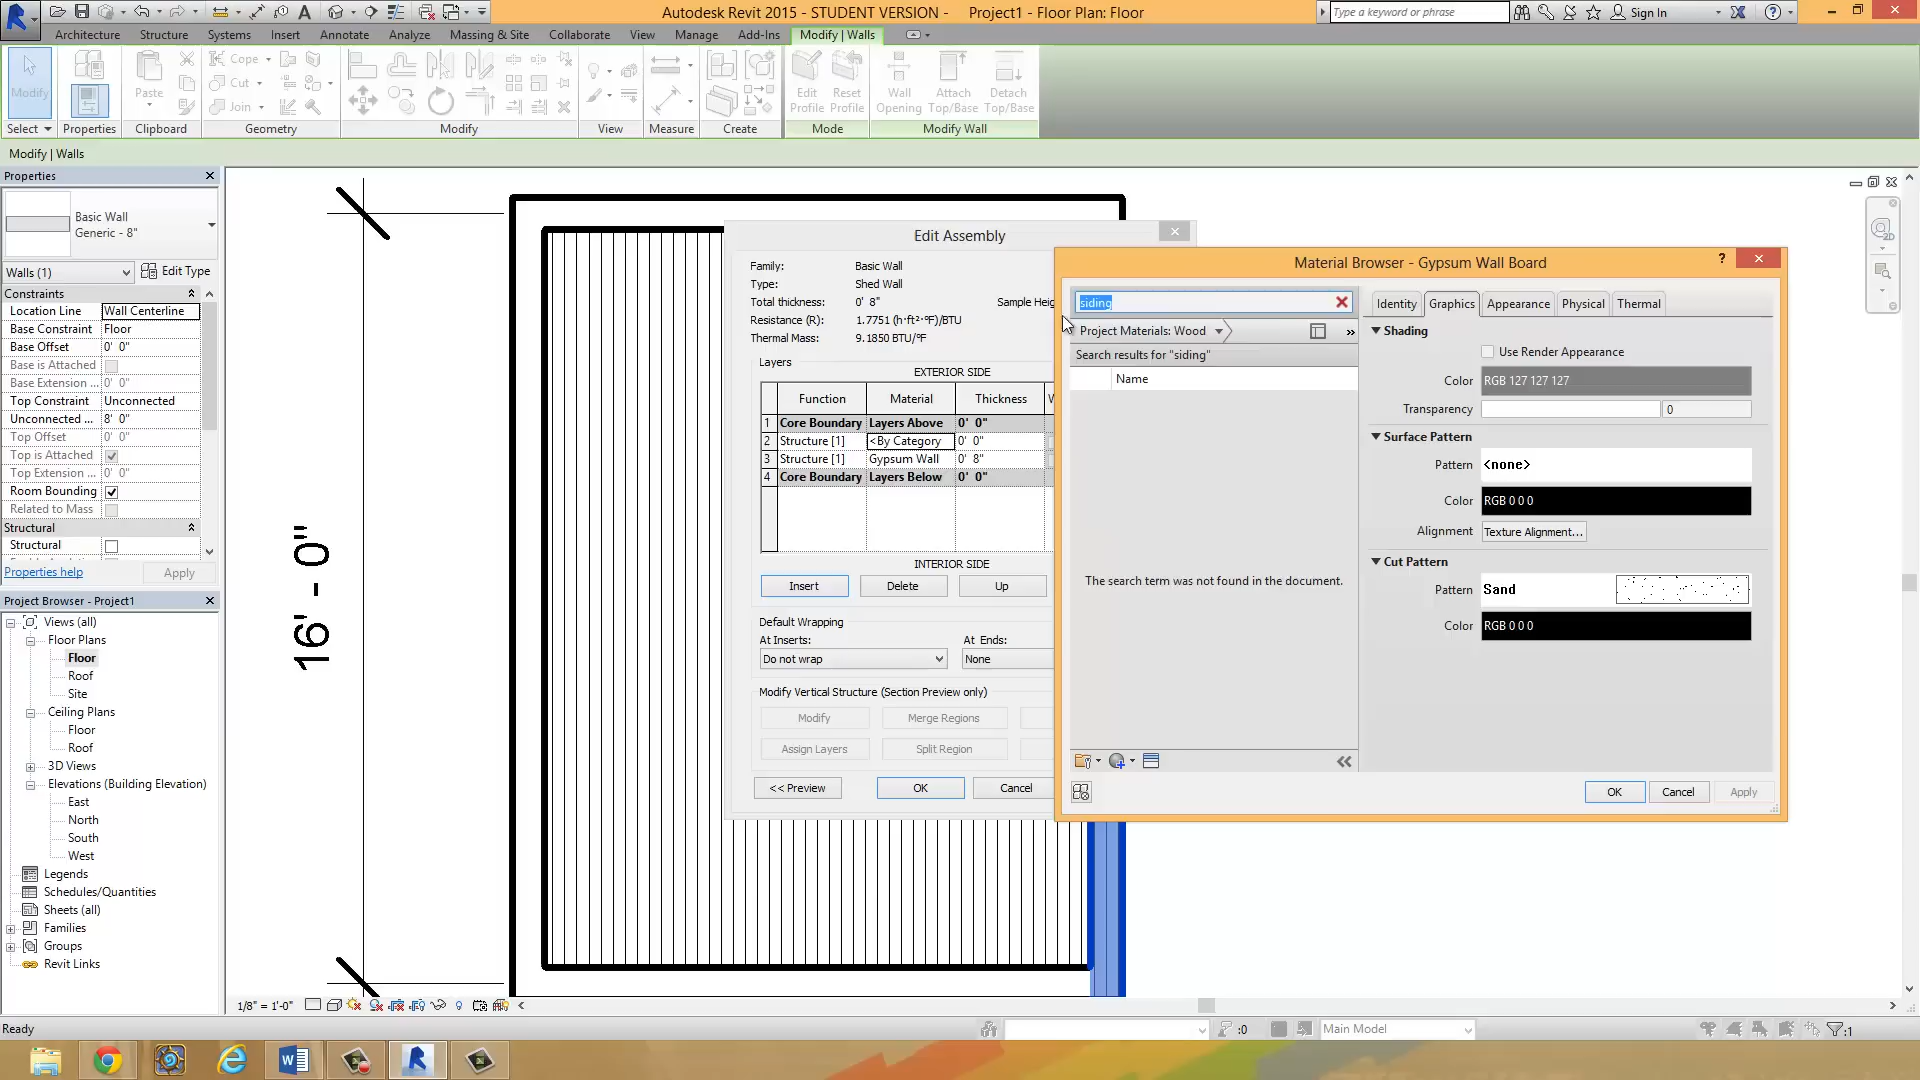 Autodesk Revit 2015 - STUDENT VERSION - Project1 - Floor Plan: Floor
Type a keyword or phrase
Sign In
Architecture Structure Systems Insert Annotate Analyze Massing & Site Collaborate View Manage Add-Ins Modify | Walls
Modify
Paste
Cope
Cut
Join
Edit Profile
Reset Profile
Wall Opening
Attach Top/Base
Detach Top/Base
Select Properties Clipboard Geometry Modify View Measure Create Mode Modify Wall
Modify | Walls
Properties
Basic Wall
Generic - 8"
Walls (1)
Edit Type
Constraints
Location Line Wall Centerline
Base Constraint Floor
Base Offset 0' 0"
Base is Attached
Base Extension ... 0' 0"
Top Constraint Unconnected
Unconnected ... 8' 0"
Top Offset 0' 0"
Top is Attached
Top Extension ... 0' 0"
Room Bounding
Related to Mass
Structural
Structural
Properties help
Apply
Project Browser - Project1
Views (all)
Floor Plans
Floor
Roof
Site
Ceiling Plans
Floor
Roof
3D Views
Elevations (Building Elevation)
East
North
South
West
Legends
Schedules/Quantities
Sheets (all)
Families
Groups
Revit Links
16' - 0"
Edit Assembly
Family: Basic Wall
Type: Shed Wall
Total thickness: 0' 8" Sample Heig
Resistance (R): 1.7751 (h·ft²·°F)/BTU
Thermal Mass: 9.1850 BTU/°F
Layers
EXTERIOR SIDE
Function Material Thickness
1 Core Boundary Layers Above 0' 0"
2 Structure [1] <By Category 0' 0"
3 Structure [1] Gypsum Wall 0' 8"
4 Core Boundary Layers Below 0' 0"
INTERIOR SIDE
Insert Delete Up
Default Wrapping
At Inserts: At Ends:
Do not wrap None
Modify Vertical Structure (Section Preview only)
Modify Merge Regions
Assign Layers Split Region
<< Preview OK Cancel
Material Browser - Gypsum Wall Board
siding
Project Materials: Wood
Search results for "siding"
Name
The search term was not found in the document.
Identity Graphics Appearance Physical Thermal
Shading
Use Render Appearance
Color RGB 127 127 127
Transparency 0
Surface Pattern
Pattern <none>
Color RGB 0 0 0
Alignment Texture Alignment...
Cut Pattern
Pattern Sand
Color RGB 0 0 0
OK Cancel Apply
1/8" = 1'-0"
Ready
:0
Main Model
:1